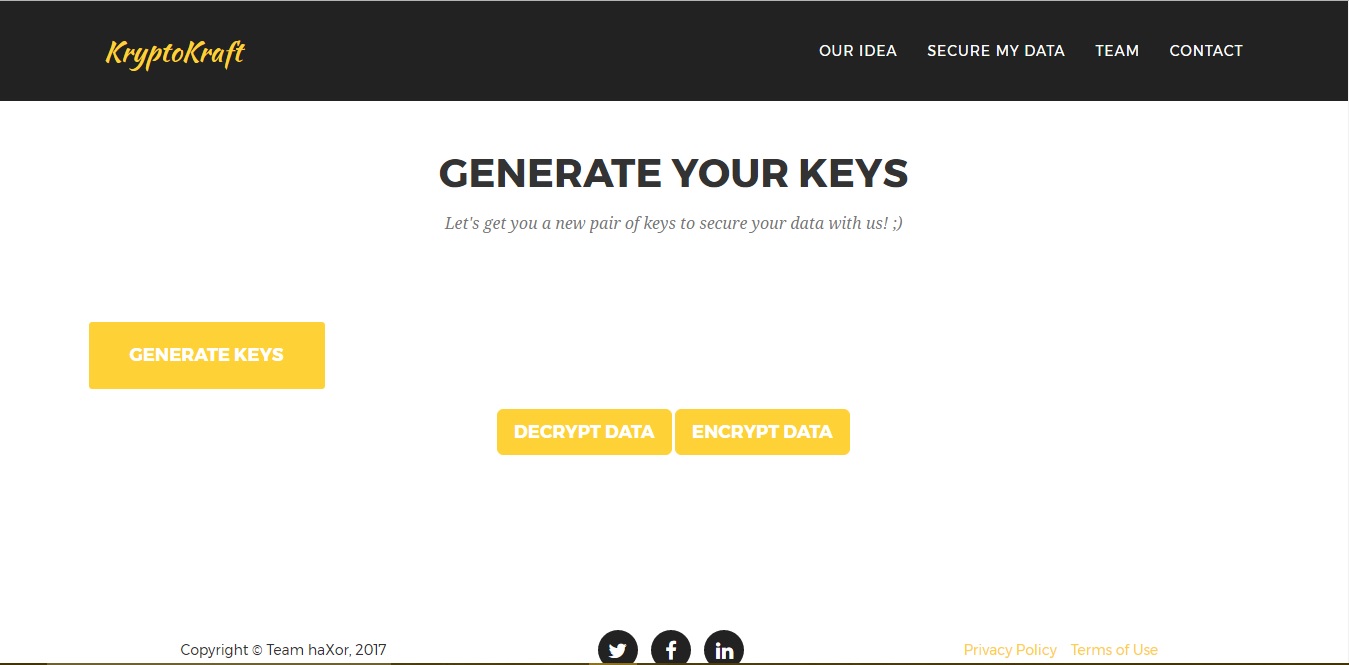 KryptoKraft OUR IDEA SECURE MY DATA TEAM CONTACT
GENERATE YOUR KEYS
Let's get you a new pair of keys to secure your data with us! ;)
GENERATE KEYS
DECRYPT DATA ENCRYPT DATA
Copyright © Team haXor, 2017 Privacy Policy Terms of Use